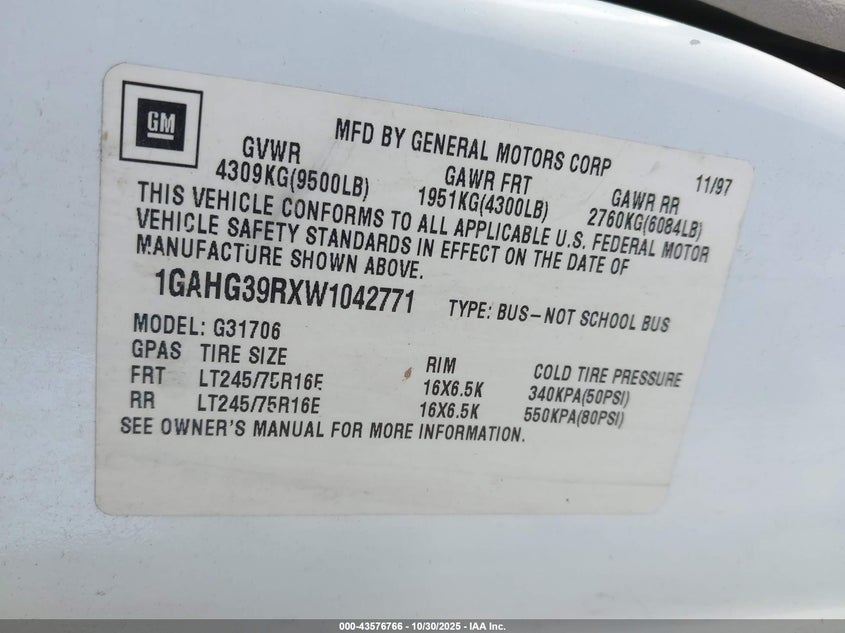 GM
MFD BY GENERAL MOTORS CORP 11/97
GVWR GAWR FRT GAWR RR
4309KG(9500LB) 1951KG(4300LB) 2760KG(6084LB)
THIS VEHICLE CONFORMS TO ALL APPLICABLE U.S. FEDERAL MOTOR
VEHICLE SAFETY STANDARDS IN EFFECT ON THE DATE OF
MANUFACTURE SHOWN ABOVE.
1GAHG39RXW1042771 TYPE: BUS-NOT SCHOOL BUS
MODEL: G31706
GPAS TIRE SIZE RIM COLD TIRE PRESSURE
FRT LT245/75R16E 16X6.5K 340KPA(50PSI)
RR LT245/75R16E 16X6.5K 550KPA(80PSI)
SEE OWNER'S MANUAL FOR MORE INFORMATION.
000-43576766 - 10/30/2025 - IAA Inc.